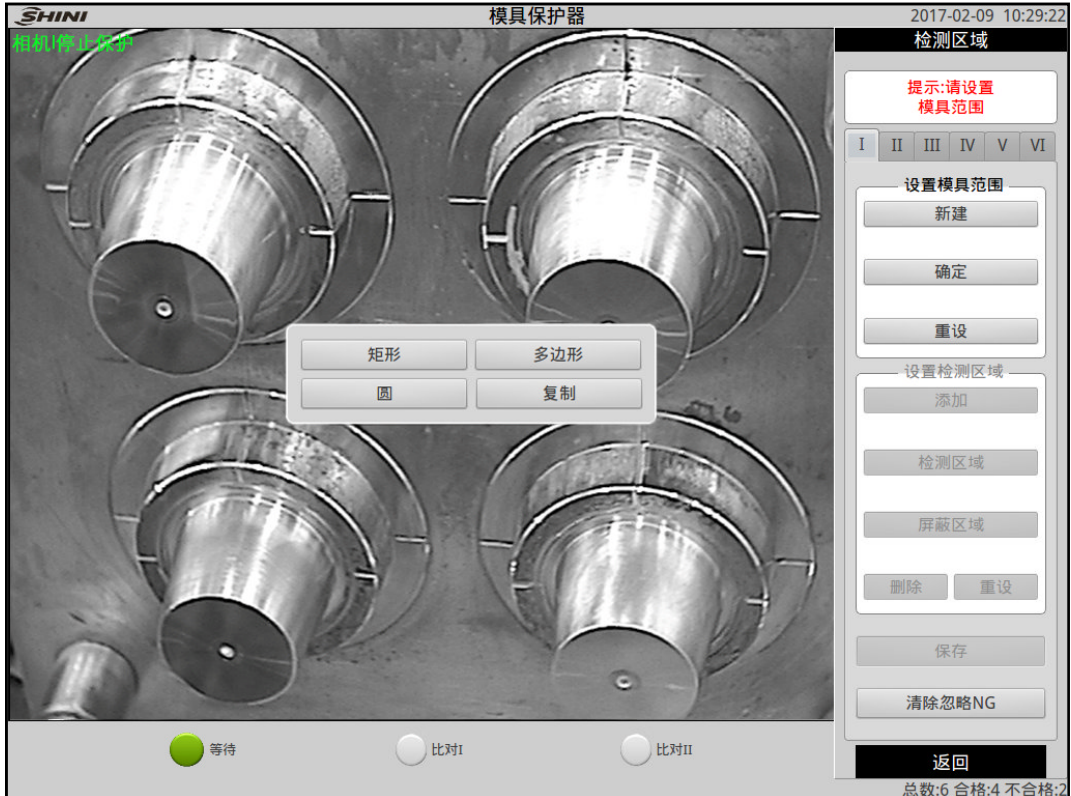 SHINI
模具保护器
2017-02-09 10:29:22
相机I停止保护
检测区域
提示:请设置
模具范围
I II III IV V VI
设置模具范围
新建
确定
重设
矩形 多边形
圆 复制
设置检测区域
添加
检测区域
屏蔽区域
删除 重设
保存
清除忽略NG
等待 比对I 比对II
返回
总数:6 合格:4 不合格:2